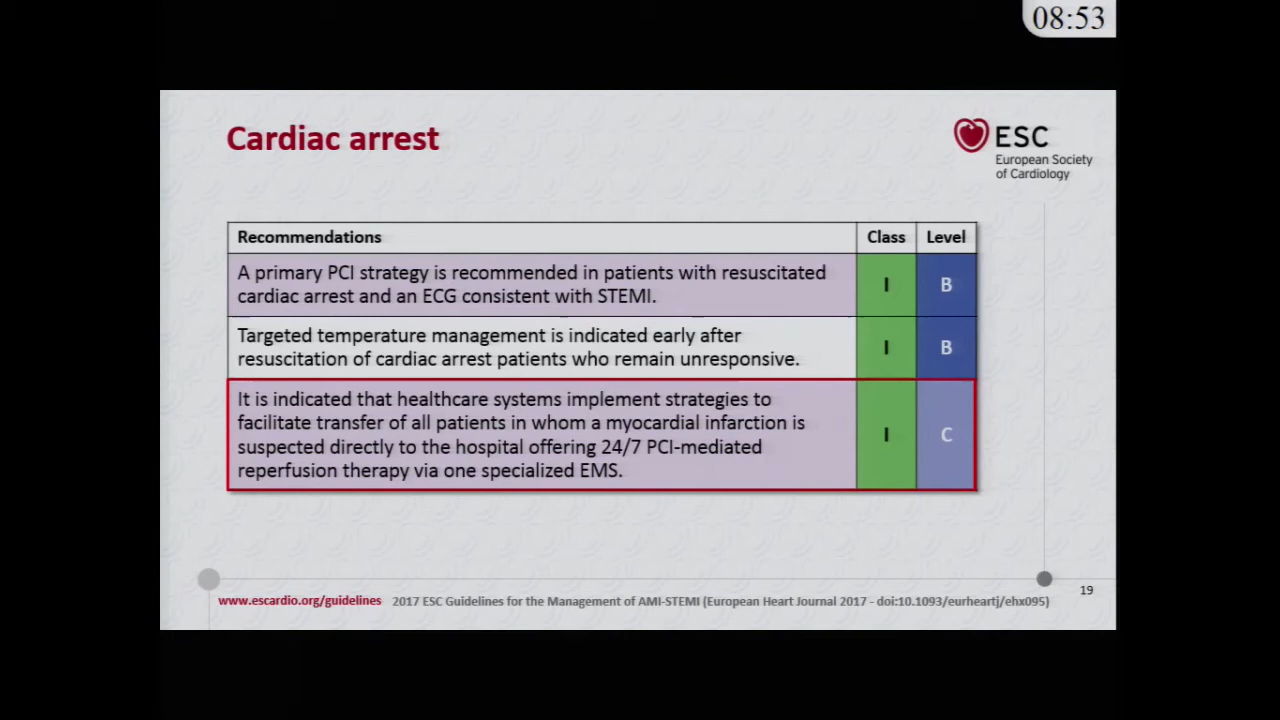 08:53
Cardiac arrest
ESC
European Society
of Cardiology
Recommendations Class Level
A primary PCI strategy is recommended in patients with resuscitated
cardiac arrest and an ECG consistent with STEMI.
I B
Targeted temperature management is indicated early after
resuscitation of cardiac arrest patients who remain unresponsive.
I B
It is indicated that healthcare systems implement strategies to
facilitate transfer of all patients in whom a myocardial infarction is
suspected directly to the hospital offering 24/7 PCI-mediated
reperfusion therapy via one specialized EMS.
I C
19
www.escardio.org/guidelines 2017 ESC Guidelines for the Management of AMI-STEMI (European Heart Journal 2017 - doi:10.1093/eurheartj/ehx095)